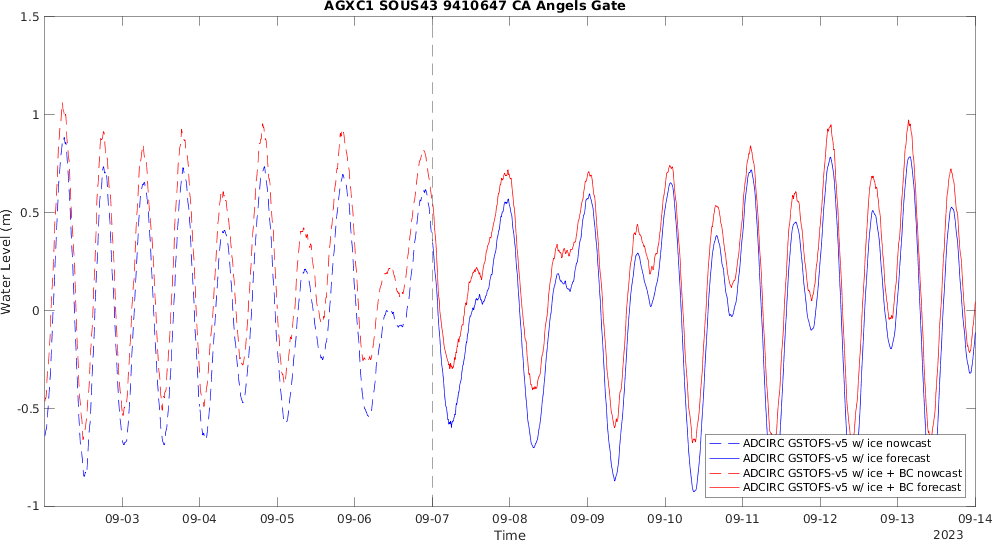 AGXC1 SOUS43 9410647 CA Angels Gate
1.5
1
0.5
0
-0.5
-1
Water Level (m)
09-03 09-04 09-05 09-06 09-07 09-08 09-09 09-10 09-11 09-12 09-13 09-14
2023
Time
ADCIRC GSTOFS-v5 w/ ice nowcast
ADCIRC GSTOFS-v5 w/ ice forecast
ADCIRC GSTOFS-v5 w/ ice + BC nowcast
ADCIRC GSTOFS-v5 w/ ice + BC forecast